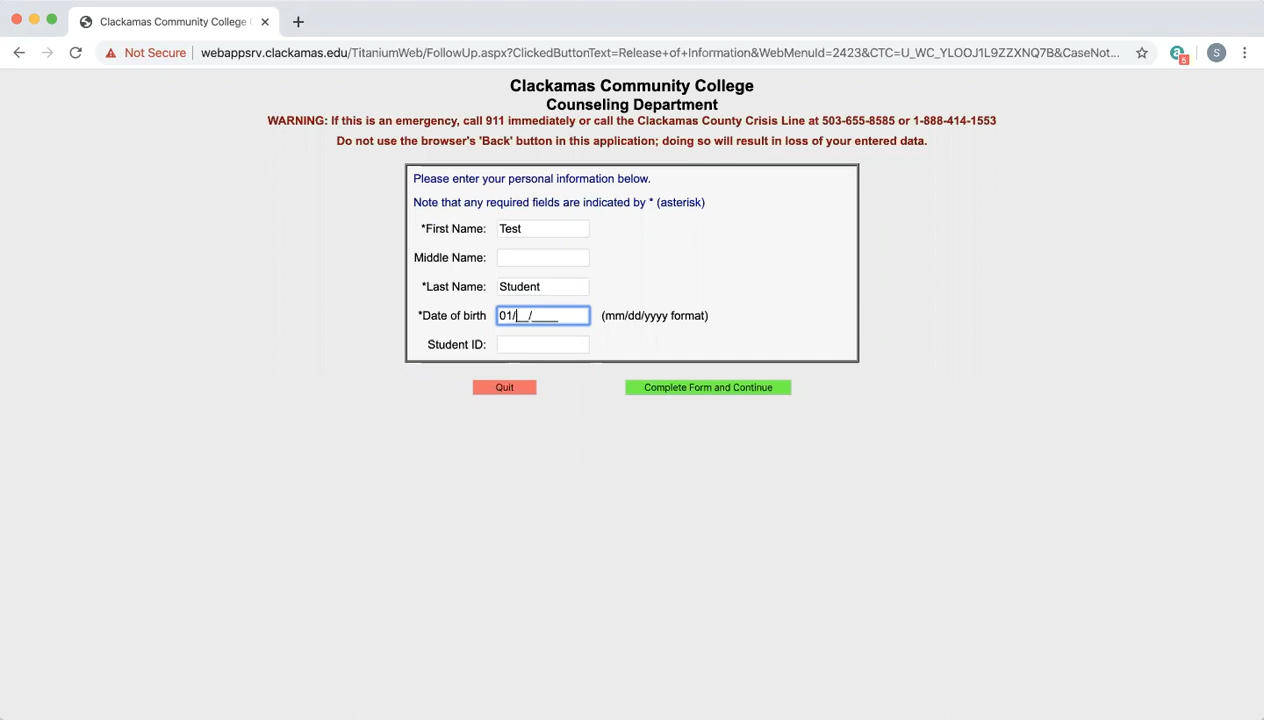 Clackamas Community College
Not Secure
webappsrv.clackamas.edu/TitaniumWeb/FollowUp.aspx?ClickedButtonText=Release+of+Information&WebMenuId=2423&CTC=U_WC_YLOOJ1L9ZZXNQ7B&CaseNot...
5
S
Clackamas Community College
Counseling Department
WARNING: If this is an emergency, call 911 immediately or call the Clackamas County Crisis Line at 503-655-8585 or 1-888-414-1553
Do not use the browser's 'Back' button in this application; doing so will result in loss of your entered data.
Please enter your personal information below.
Note that any required fields are indicated by * (asterisk)
*First Name: Test
Middle Name:
*Last Name: Student
*Date of birth 01/__/____ (mm/dd/yyyy format)
Student ID:
Quit Complete Form and Continue